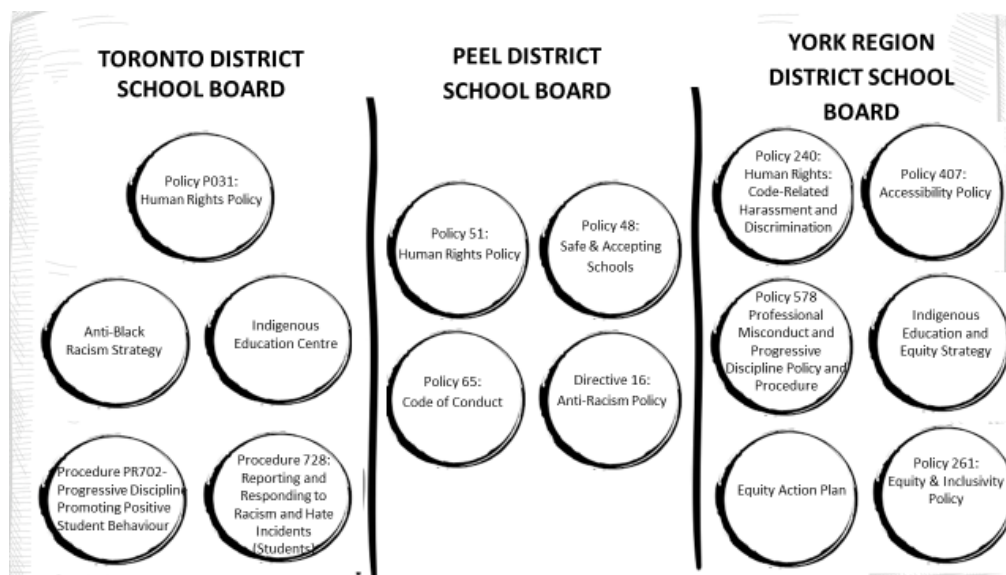 TORONTO DISTRICT
SCHOOL BOARD
Policy P031:
Human Rights Policy
Anti-Black
Racism Strategy
Indigenous
Education Centre
Procedure PR702-
Progressive Discipline
Promoting Positive
Student Behaviour
Procedure 728:
Reporting and
Responding to
Racism and Hate
Incidents
(Students)
PEEL DISTRICT
SCHOOL BOARD
Policy 51:
Human Rights Policy
Policy 48:
Safe & Accepting
Schools
Policy 65:
Code of Conduct
Directive 16:
Anti-Racism Policy
YORK REGION
DISTRICT SCHOOL
BOARD
Policy 240:
Human Rights:
Code-Related
Harassment and
Discrimination
Policy 407:
Accessibility Policy
Policy 578
Professional
Misconduct and
Progressive
Discipline Policy and
Procedure
Indigenous
Education and
Equity Strategy
Equity Action Plan
Policy 261:
Equity & Inclusivity
Policy